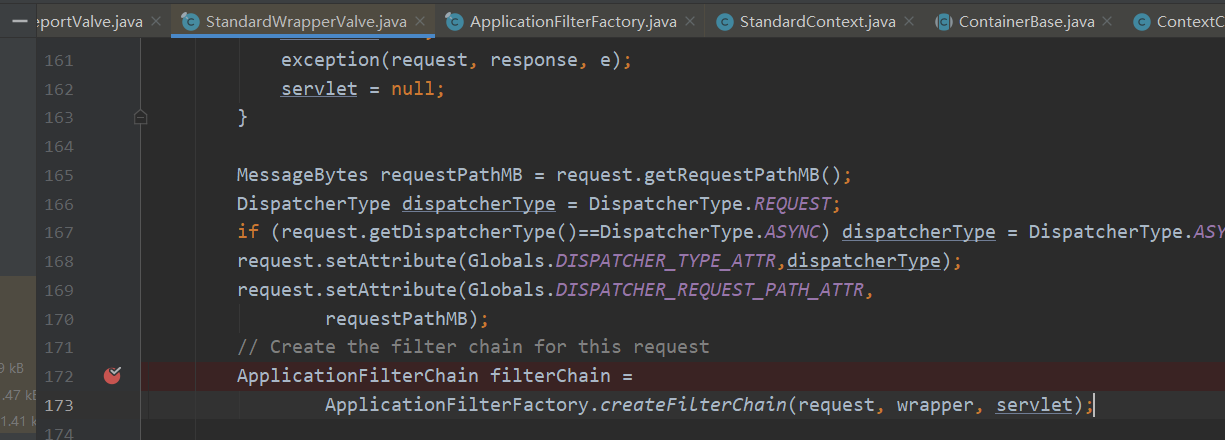 eportValve.java × StandardWrapperValve.java × ApplicationFilterFactory.java × StandardContext.java × ContainerBase.java × ContextC
161 exception(request, response, e);
162 servlet = null;
163 }
164
165 MessageBytes requestPathMB = request.getRequestPathMB();
166 DispatcherType dispatcherType = DispatcherType.REQUEST;
167 if (request.getDispatcherType()==DispatcherType.ASYNC) dispatcherType = DispatcherType.ASY
168 request.setAttribute(Globals.DISPATCHER_TYPE_ATTR,dispatcherType);
169 request.setAttribute(Globals.DISPATCHER_REQUEST_PATH_ATTR,
170 requestPathMB);
171 // Create the filter chain for this request
9 kB 172 ApplicationFilterChain filterChain =
.47 kB 173 ApplicationFilterFactory.createFilterChain(request, wrapper, servlet);
1.41 k 174